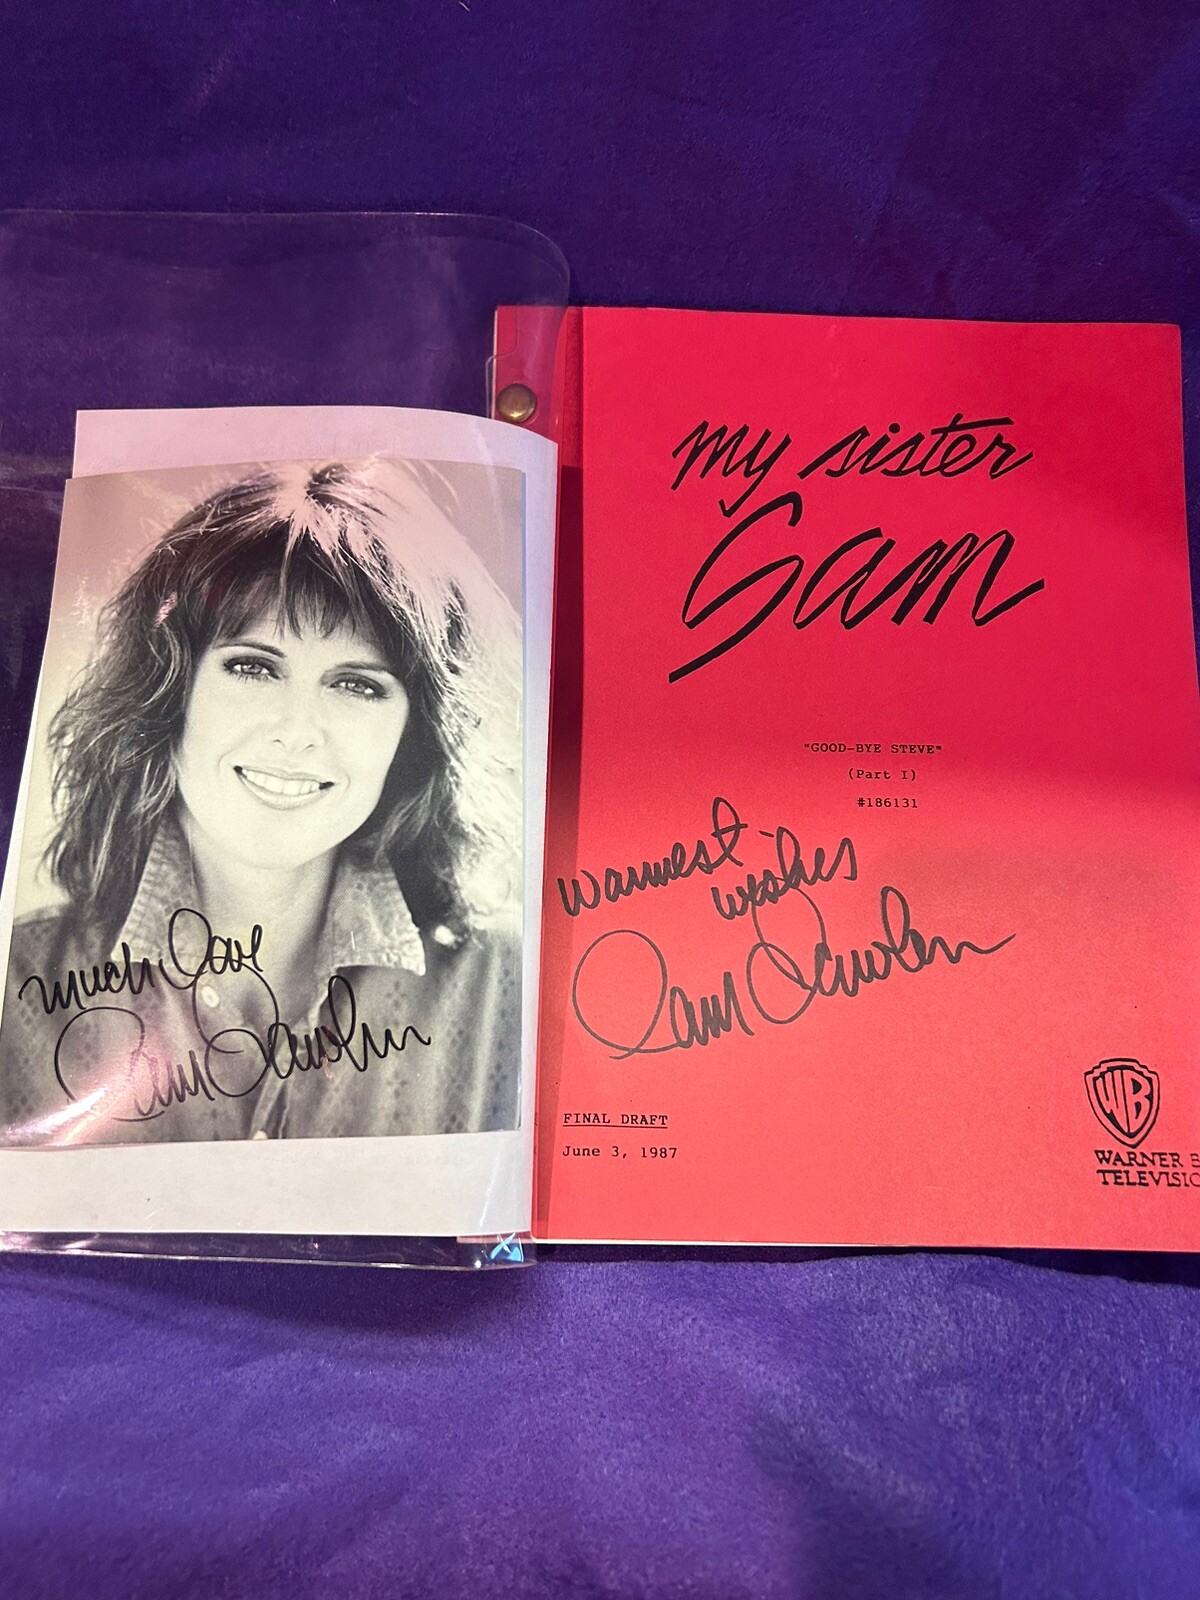 much love
Pam Dawber
my sister
Sam
"GOOD-BYE STEVE"
(Part I)
#186131
warmest
wishes
Pam Dawber
FINAL DRAFT
June 3, 1987
WB
WARNER B
TELEVISIO